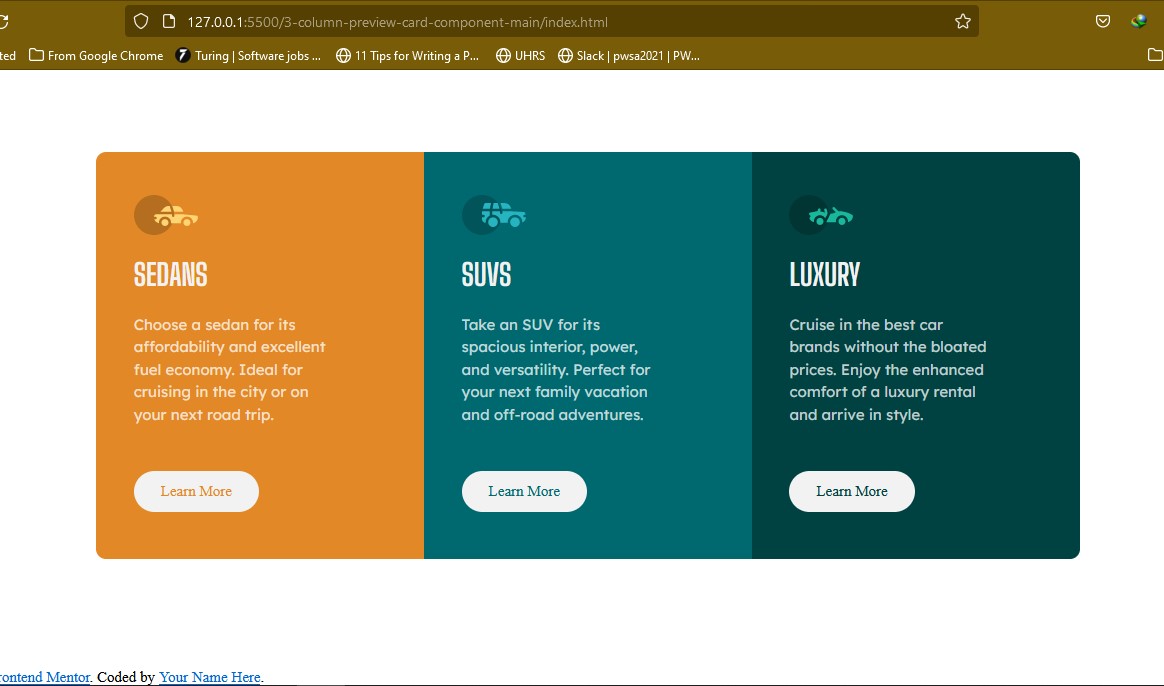 127.0.0.1:5500/3-column-preview-card-component-main/index.html
ted From Google Chrome Turing | Software jobs ... 11 Tips for Writing a P... UHRS Slack | pwsa2021 | PW...
SEDANS
Choose a sedan for its
affordability and excellent
fuel economy. Ideal for
cruising in the city or on
your next road trip.
Learn More
SUVS
Take an SUV for its
spacious interior, power,
and versatility. Perfect for
your next family vacation
and off-road adventures.
Learn More
LUXURY
Cruise in the best car
brands without the bloated
prices. Enjoy the enhanced
comfort of a luxury rental
and arrive in style.
Learn More
rontend Mentor. Coded by Your Name Here.